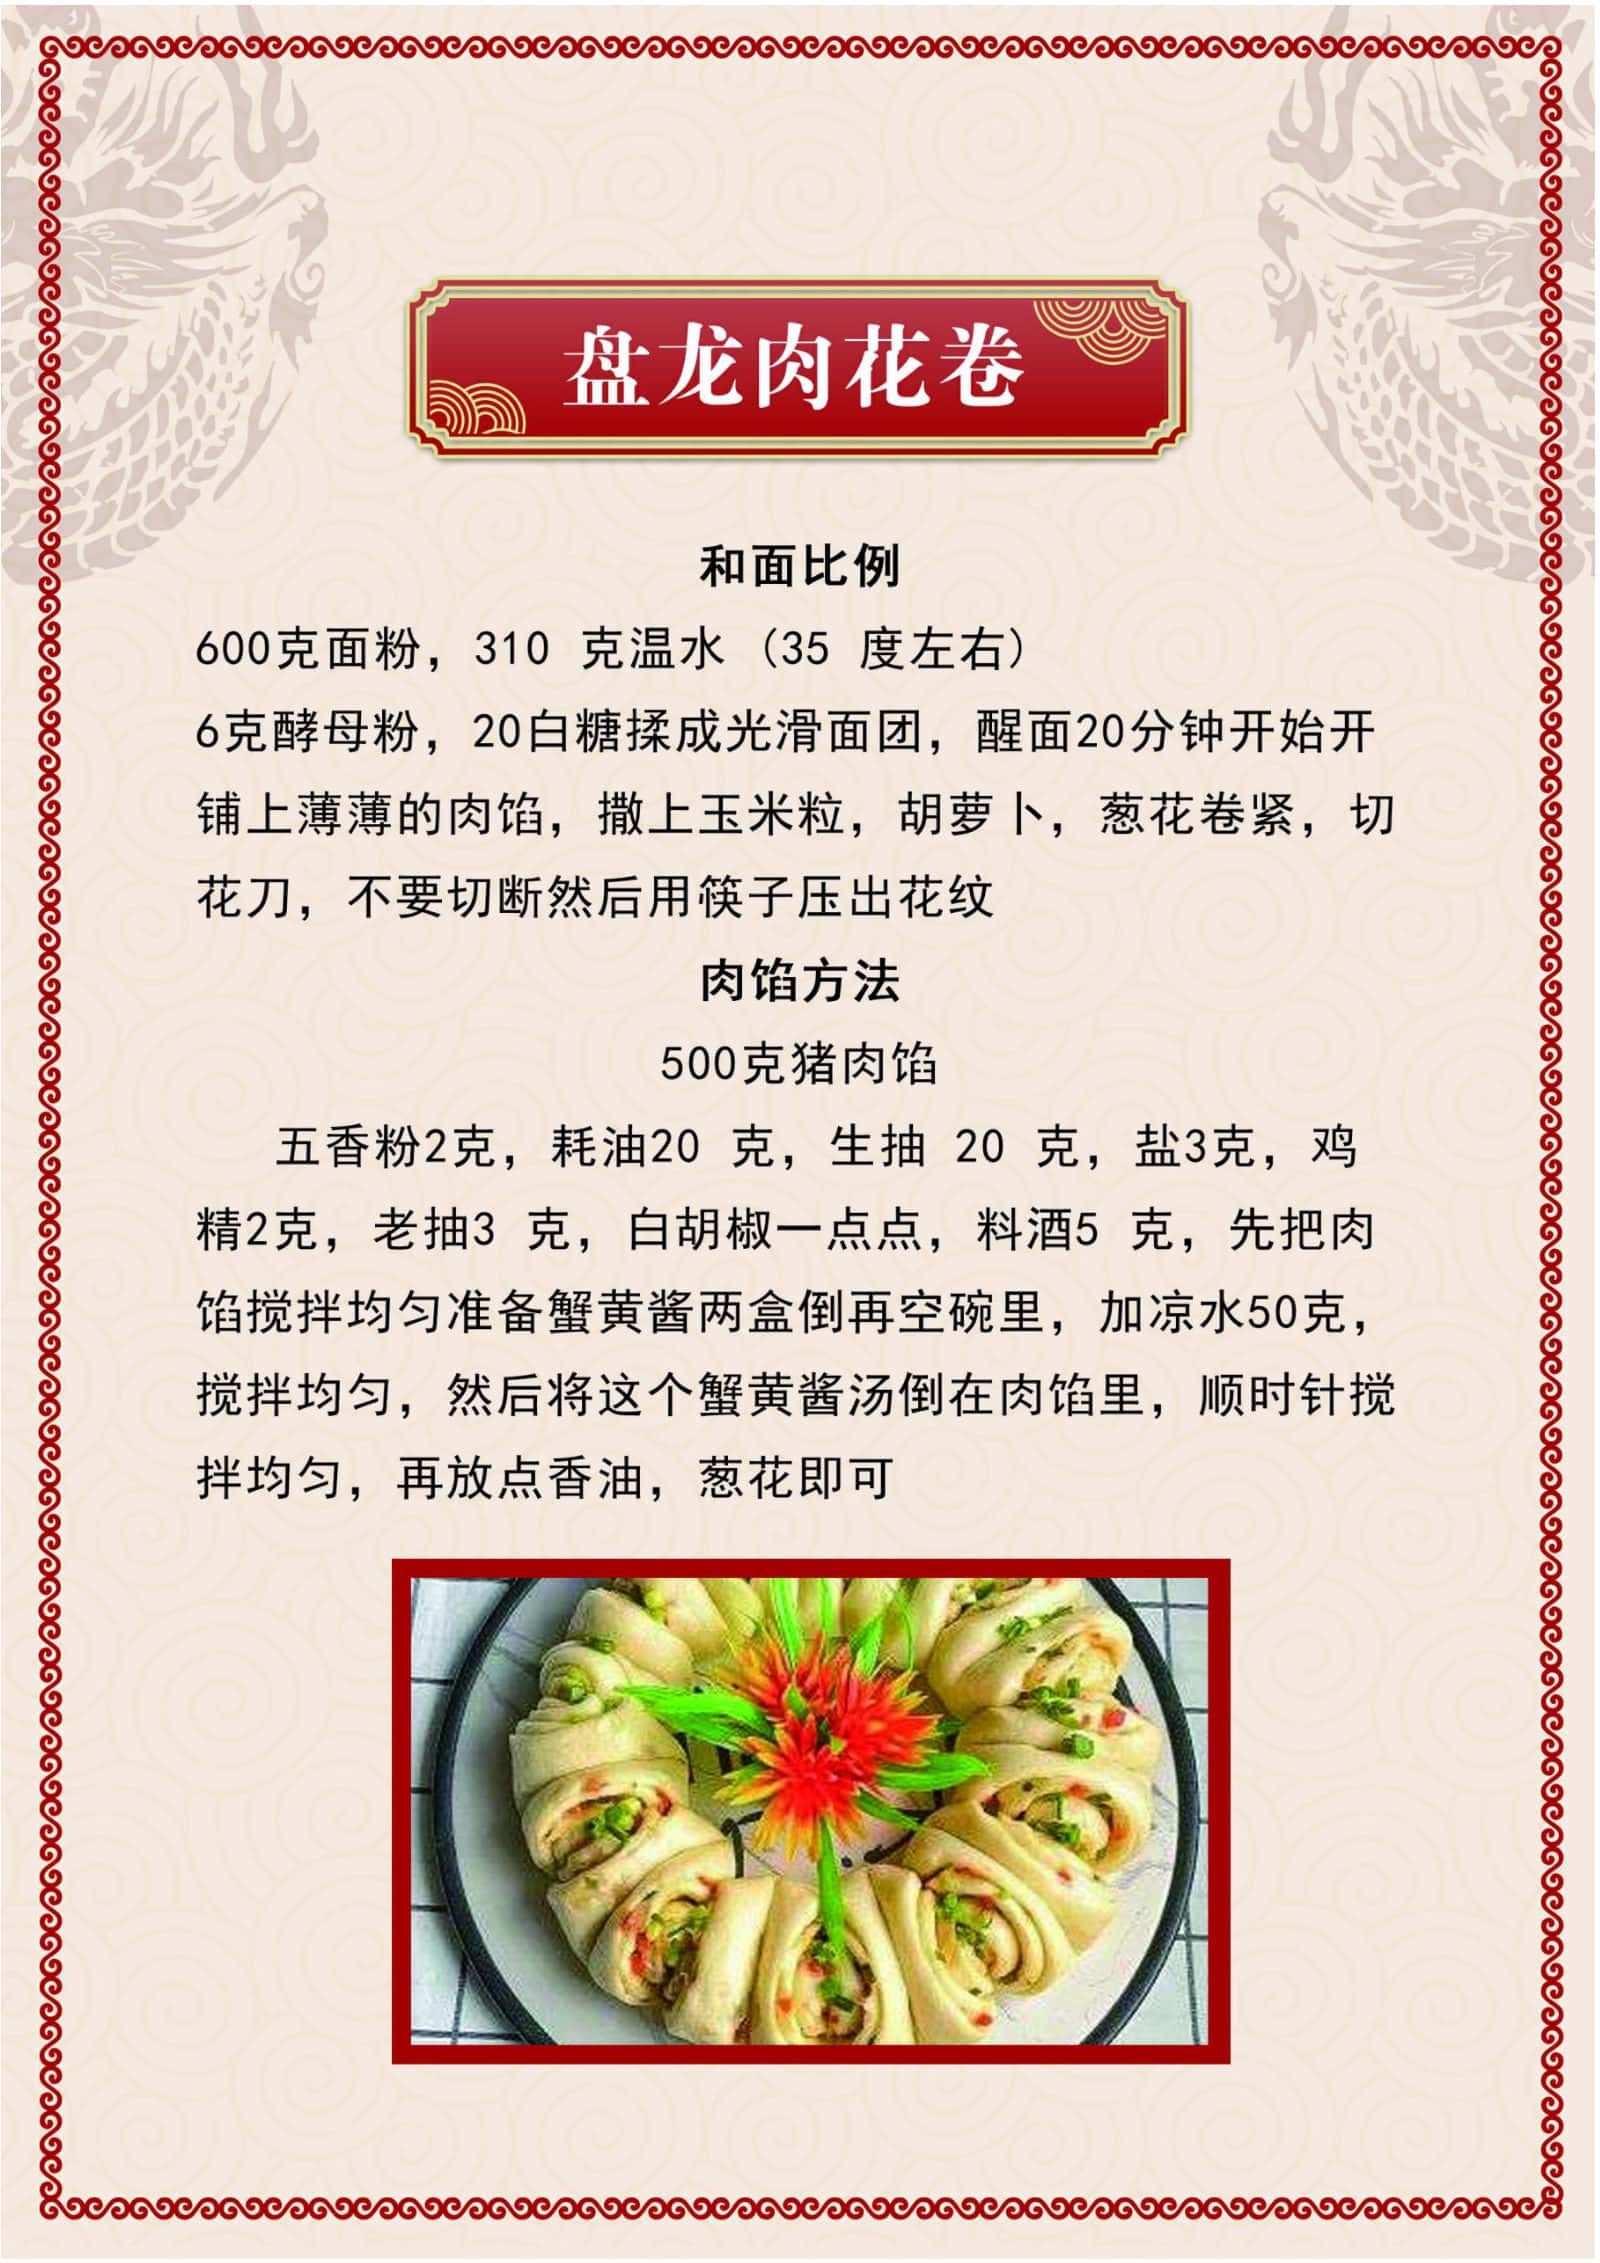 盘龙肉花卷
和面比例
600克面粉，310 克温水（35 度左右）
6克酵母粉，20白糖揉成光滑面团，醒面20分钟开始开
铺上薄薄的肉馅，撒上玉米粒，胡萝卜，葱花卷紧，切
花刀，不要切断然后用筷子压出花纹
肉馅方法
500克猪肉馅
五香粉2克，耗油20 克，生抽 20 克，盐3克，鸡
精2克，老抽3 克，白胡椒一点点，料酒5 克，先把肉
馅搅拌均匀准备蟹黄酱两盒倒再空碗里，加凉水50克，
搅拌均匀，然后将这个蟹黄酱汤倒在肉馅里，顺时针搅
拌均匀，再放点香油，葱花即可